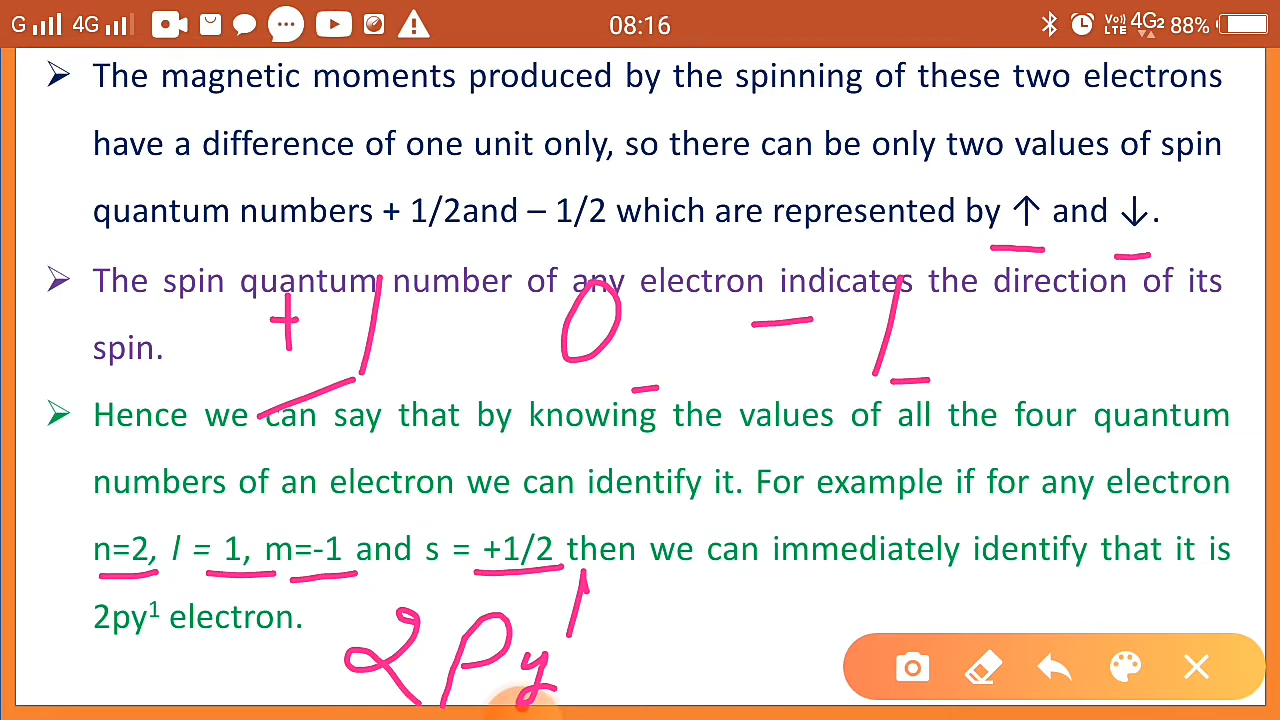 G 4G 08:16 Vo) LTE 4G2 88%
➢ The magnetic moments produced by the spinning of these two electrons
have a difference of one unit only, so there can be only two values of spin
quantum numbers + 1/2and – 1/2 which are represented by ↑ and ↓.
➢ The spin quantum number of any electron indicates the direction of its
+1 0 -1
spin.
➢ Hence we can say that by knowing the values of all the four quantum
numbers of an electron we can identify it. For example if for any electron
n=2, l = 1, m=-1 and s = +1/2 then we can immediately identify that it is
2py¹ electron.
2Py¹